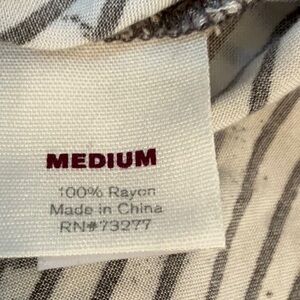 MEDIUM
100% Rayon
Made in China
RN#73277